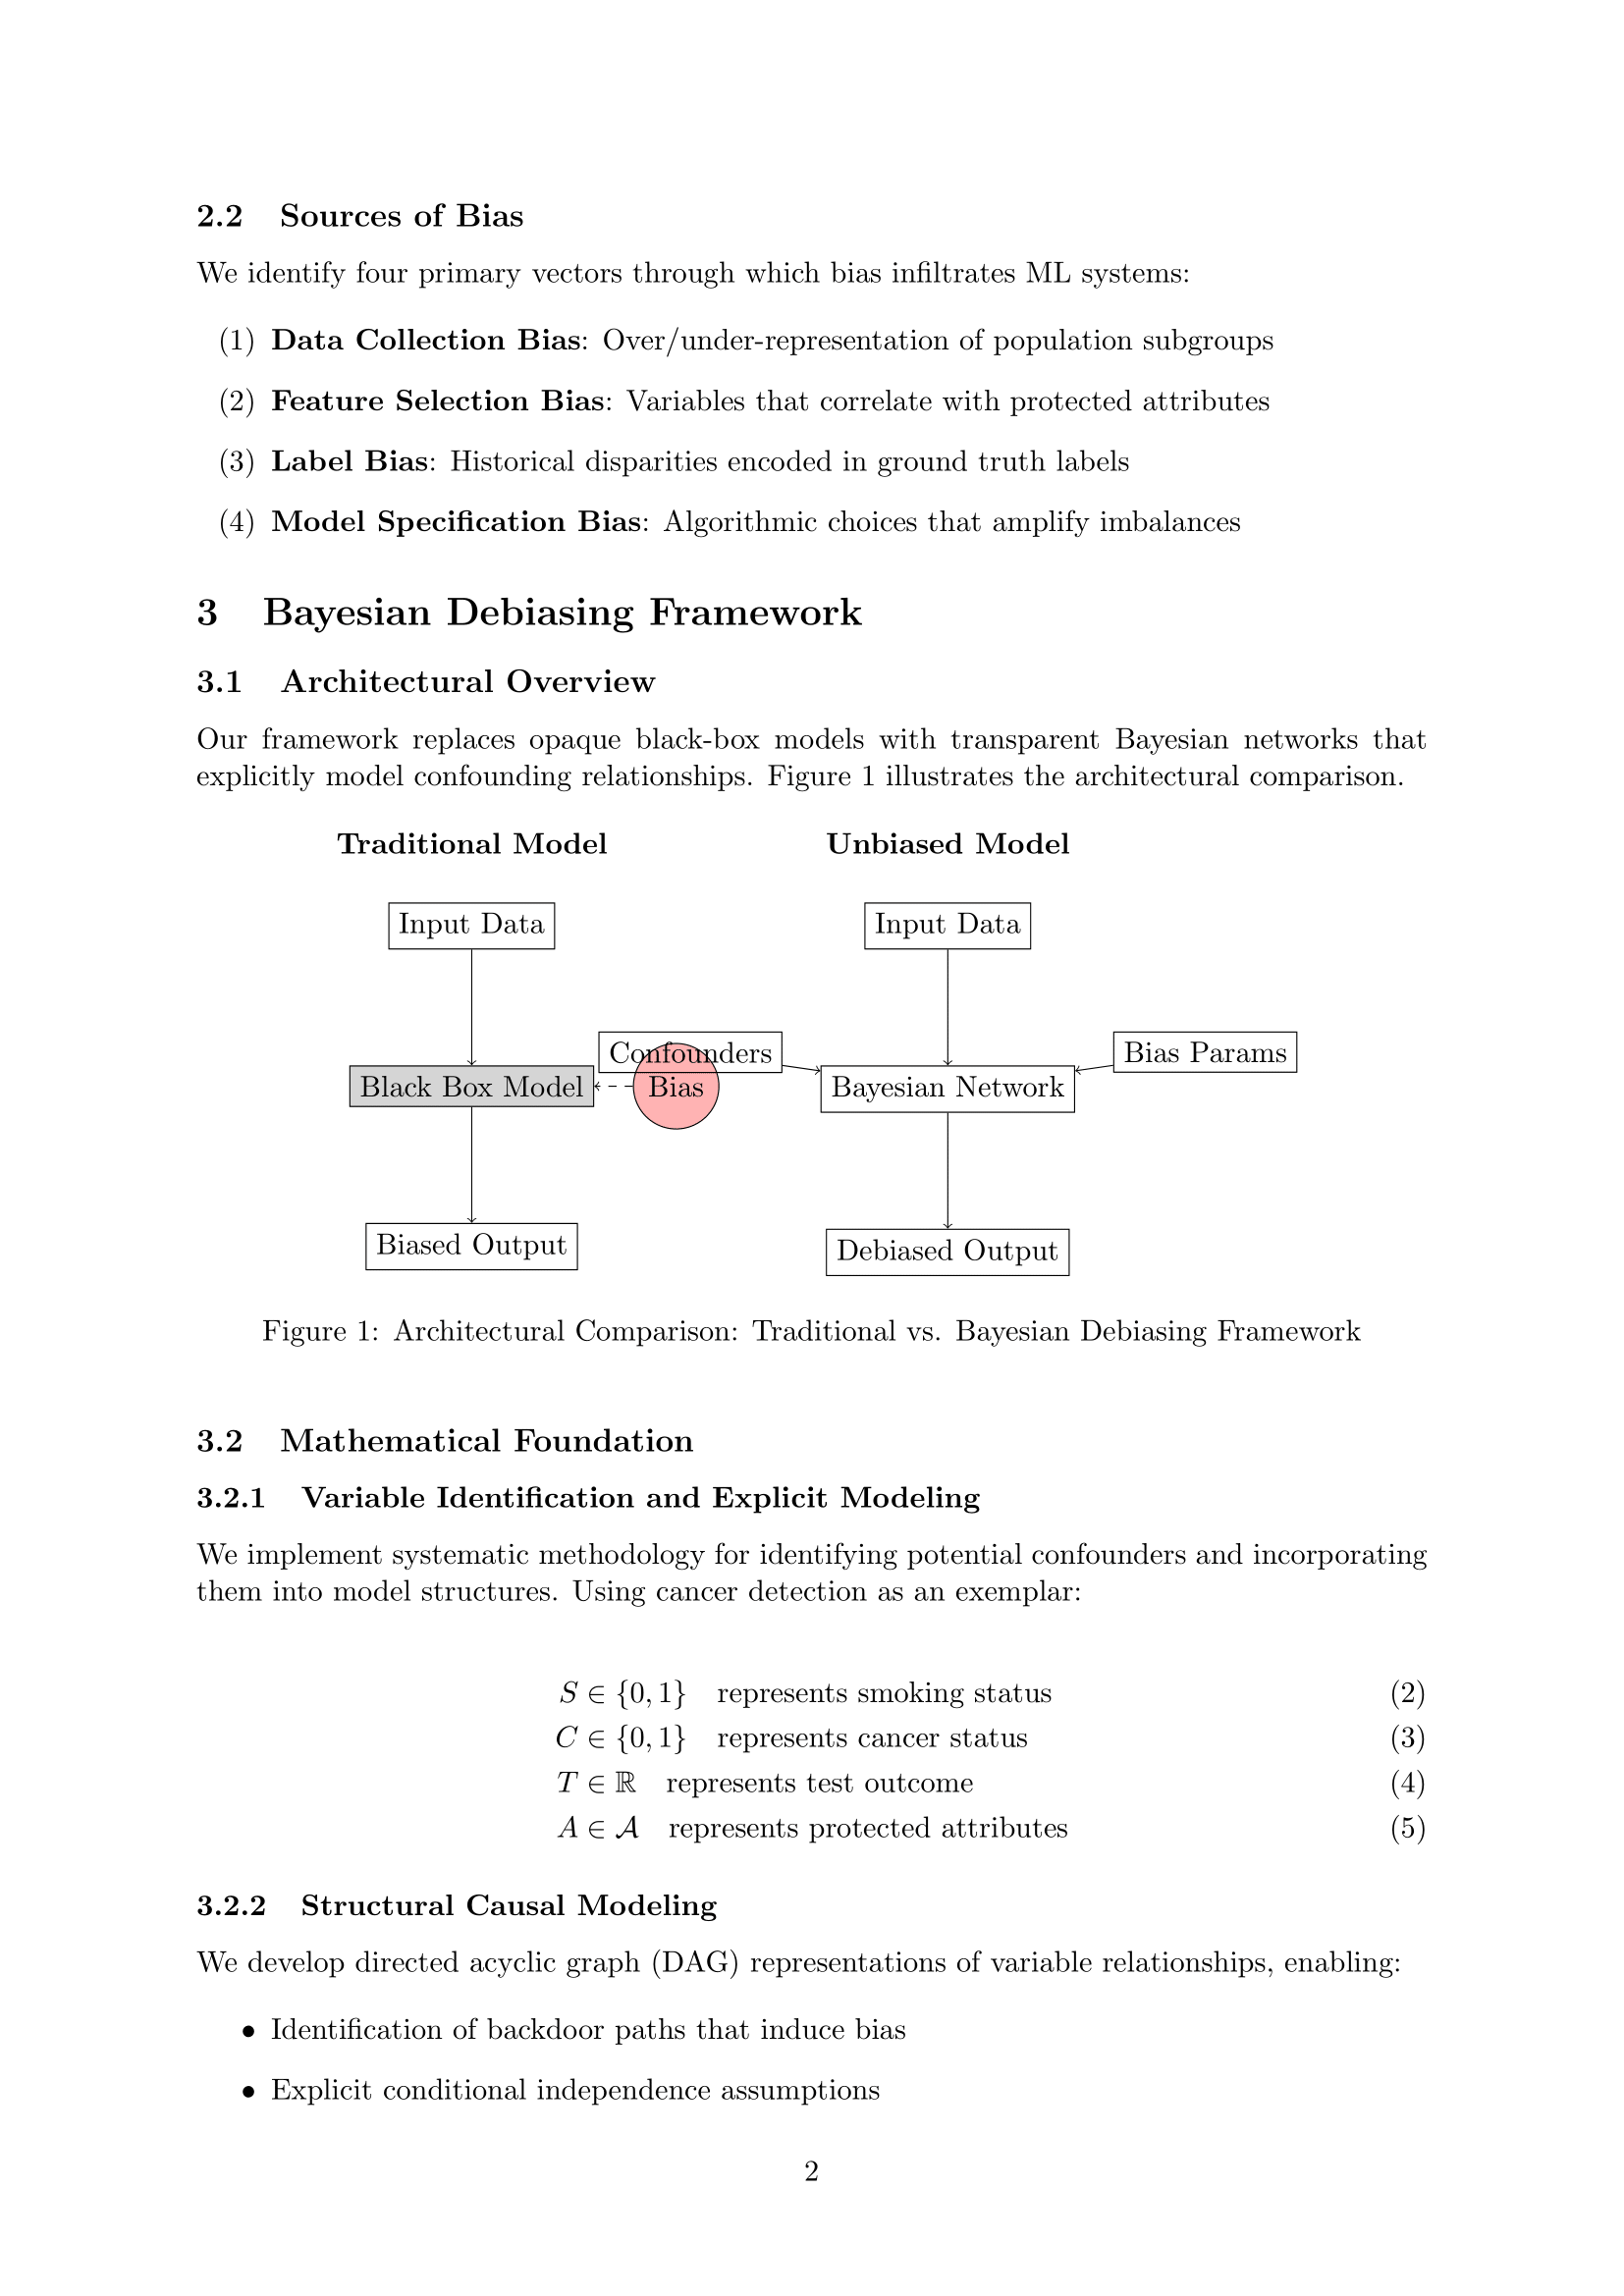 2.2 Sources of Bias
We identify four primary vectors through which bias infiltrates ML systems:
(1) Data Collection Bias: Over/under-representation of population subgroups
(2) Feature Selection Bias: Variables that correlate with protected attributes
(3) Label Bias: Historical disparities encoded in ground truth labels
(4) Model Specification Bias: Algorithmic choices that amplify imbalances
3 Bayesian Debiasing Framework
3.1 Architectural Overview
Our framework replaces opaque black-box models with transparent Bayesian networks that
explicitly model confounding relationships. Figure 1 illustrates the architectural comparison.
Traditional Model Unbiased Model
Input Data Input Data
Confounders Bias Params
Black Box Model Bias Bayesian Network
Biased Output Debiased Output
Figure 1: Architectural Comparison: Traditional vs. Bayesian Debiasing Framework
3.2 Mathematical Foundation
3.2.1 Variable Identification and Explicit Modeling
We implement systematic methodology for identifying potential confounders and incorporating
them into model structures. Using cancer detection as an exemplar:
S ∈ {0, 1} represents smoking status (2)
C ∈ {0, 1} represents cancer status (3)
T ∈ ℝ represents test outcome (4)
A ∈ 𝒜 represents protected attributes (5)
3.2.2 Structural Causal Modeling
We develop directed acyclic graph (DAG) representations of variable relationships, enabling:
• Identification of backdoor paths that induce bias
• Explicit conditional independence assumptions
2